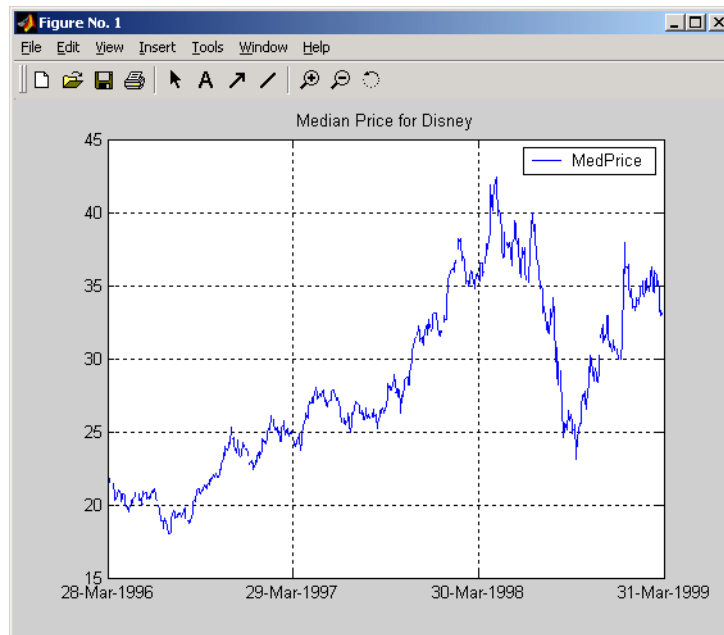 Figure No. 1
File Edit View Insert Tools Window Help
A
Median Price for Disney
MedPrice
45
40
35
30
25
20
15
28-Mar-1996 29-Mar-1997 30-Mar-1998 31-Mar-1999